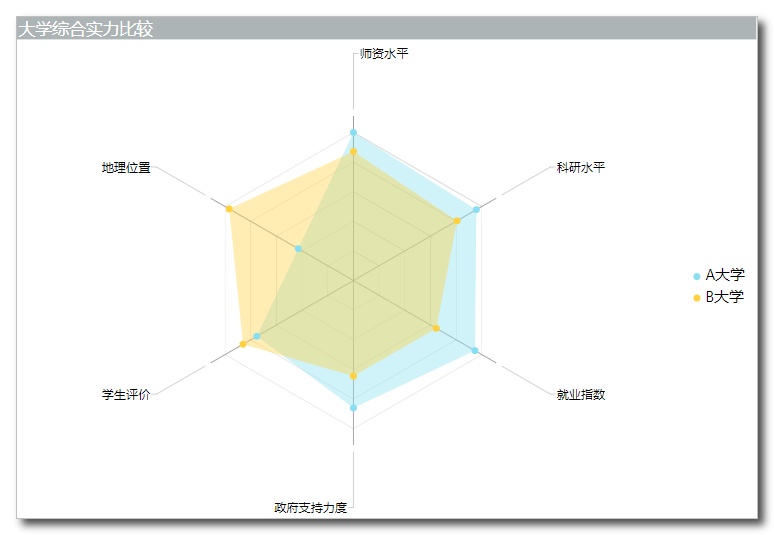 大学综合实力比较
师资水平
地理位置
科研水平
A大学
B大学
学生评价
就业指数
政府支持力度